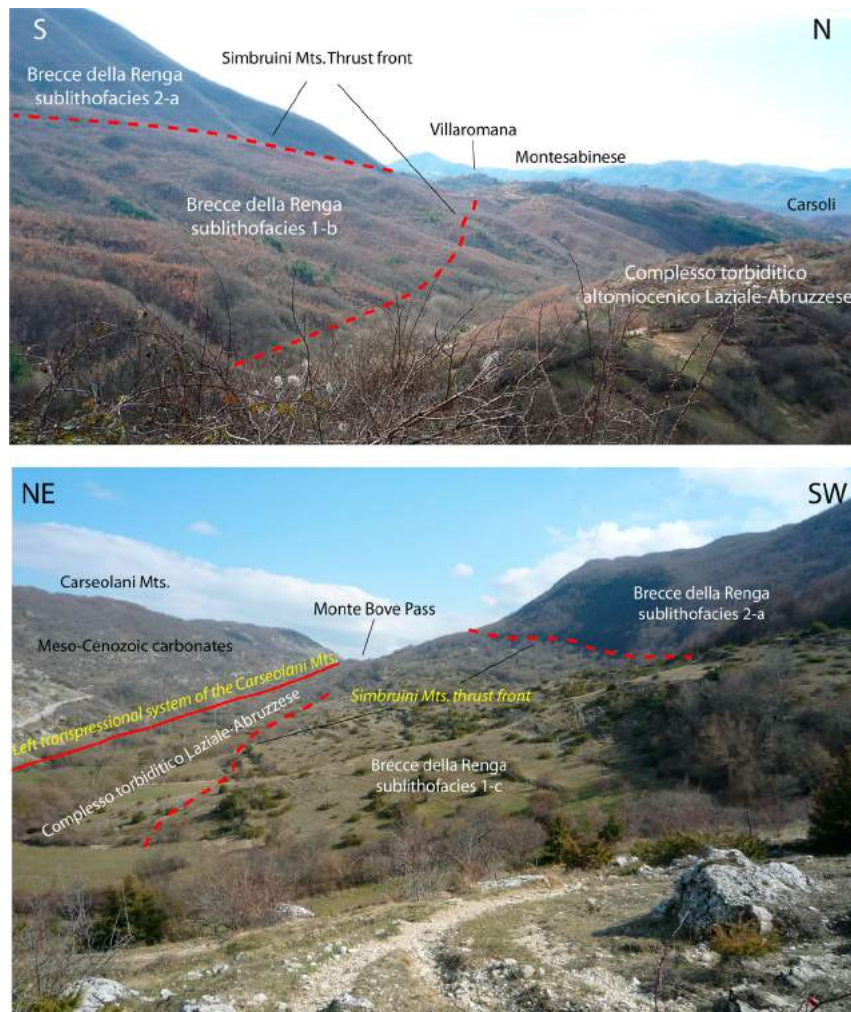 S
N
Simbruini Mts. Thrust front
Brecce della Renga
sublithofacies 2-a
Villaromana
Montesabinese
Brecce della Renga
sublithofacies 1-b
Carsoli
Complesso torbiditico
altomiocenico Laziale-Abruzzese
NE
SW
Carseolani Mts.
Monte Bove Pass
Brecce della Renga
sublithofacies 2-a
Meso-Cenozoic carbonates
Left transpressional system of the Carseolani Mts.
Simbruini Mts. thrust front
Complesso torbiditico Laziale-Abruzzese
Brecce della Renga
sublithofacies 1-c